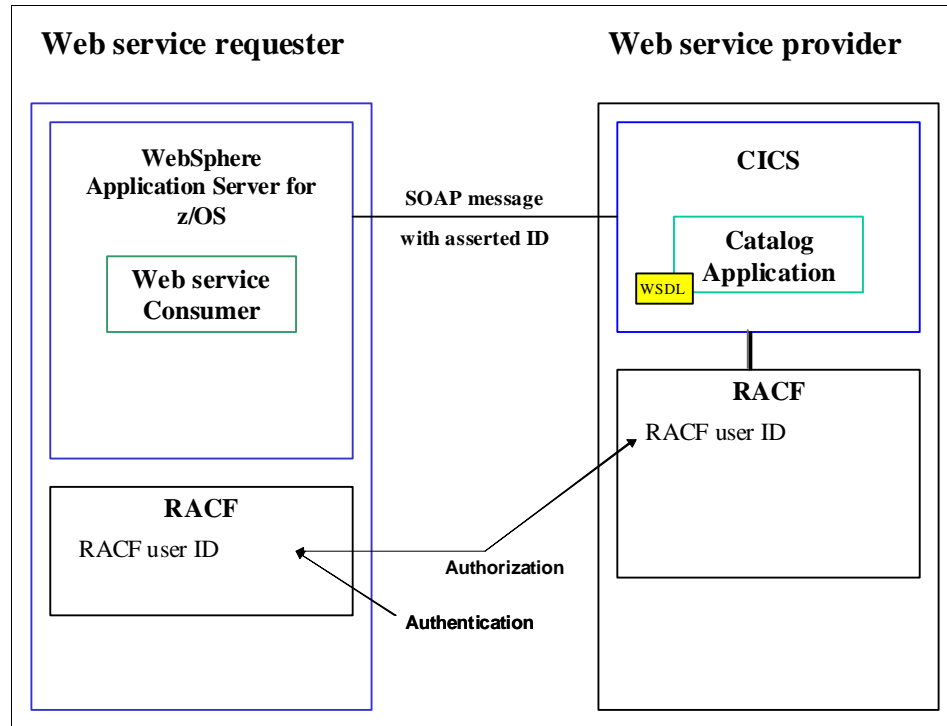 Web service requester
Web service provider
WebSphere
Application Server for
z/OS
Web service
Consumer
SOAP message
with asserted ID
CICS
Catalog
Application
WSDL
RACF
RACF user ID
RACF
RACF user ID
Authorization
Authentication